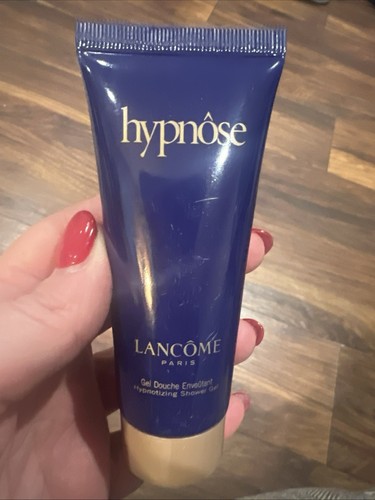 hypnôse
LANCÔME
PARIS
Gel Douche Envoûtant
Hypnotizing Shower Gel